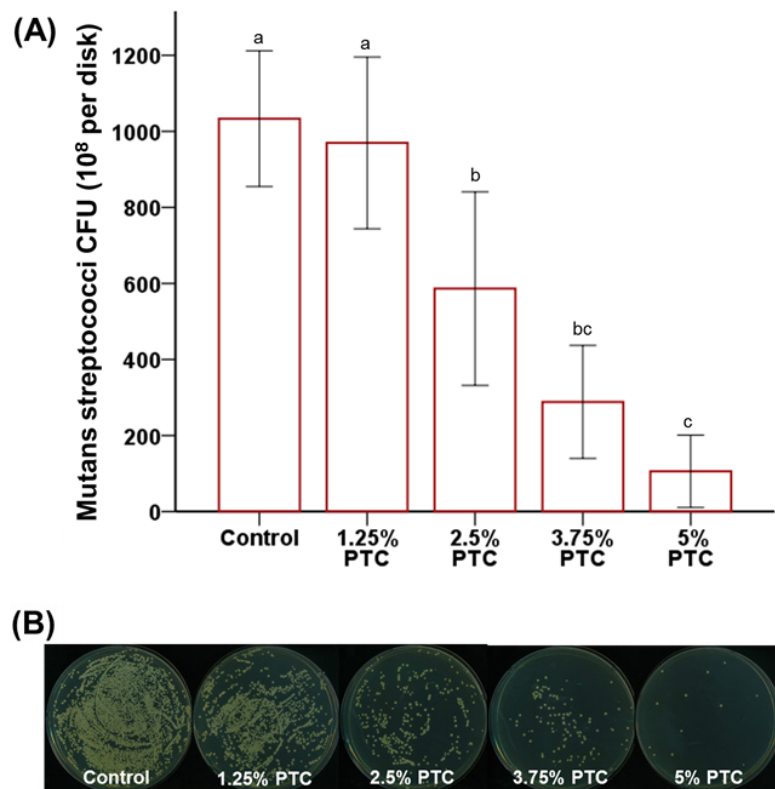 (A)
Mutans streptococci CFU (10⁸ per disk)
1200
1000
800
600
400
200
0
a
a
b
bc
c
Control
1.25%
PTC
2.5%
PTC
3.75%
PTC
5%
PTC
(B)
Control
1.25% PTC
2.5% PTC
3.75% PTC
5% PTC